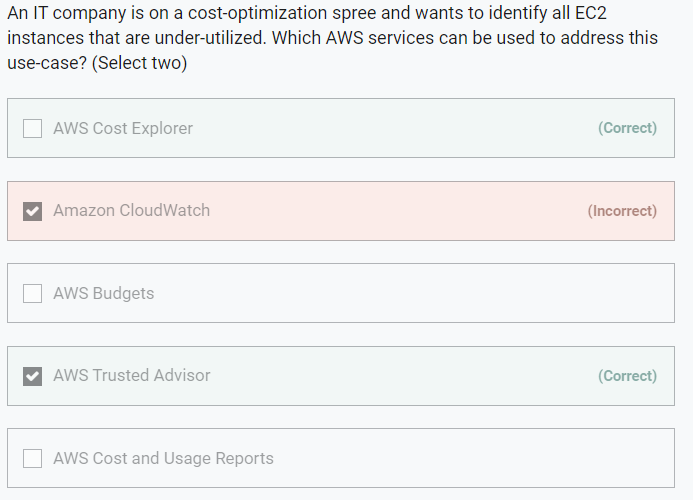 An IT company is on a cost-optimization spree and wants to identify all EC2
instances that are under-utilized. Which AWS services can be used to address this
use-case? (Select two)
AWS Cost Explorer (Correct)
Amazon CloudWatch (Incorrect)
AWS Budgets
AWS Trusted Advisor (Correct)
AWS Cost and Usage Reports